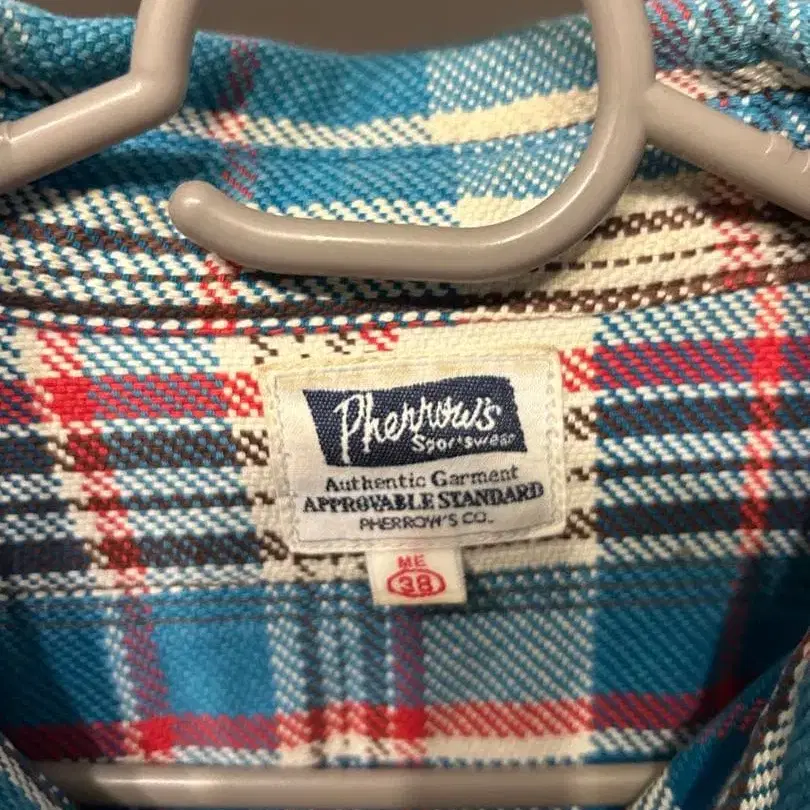 Pherrow's
Sportswear
Authentic Garment
APPROVABLE STANDARD
PHERROW'S CO.
ME
38